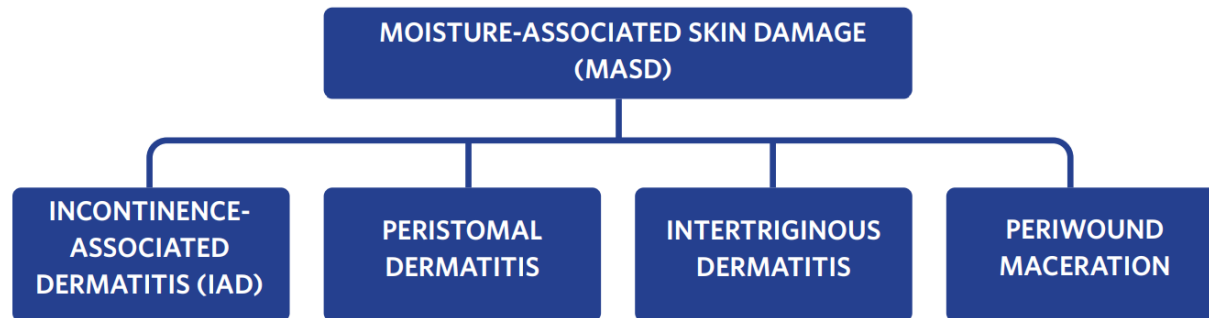 MOISTURE-ASSOCIATED SKIN DAMAGE
(MASD)
INCONTINENCE-
ASSOCIATED
DERMATITIS (IAD)
PERISTOMAL
DERMATITIS
INTERTRIGINOUS
DERMATITIS
PERIWOUND
MACERATION